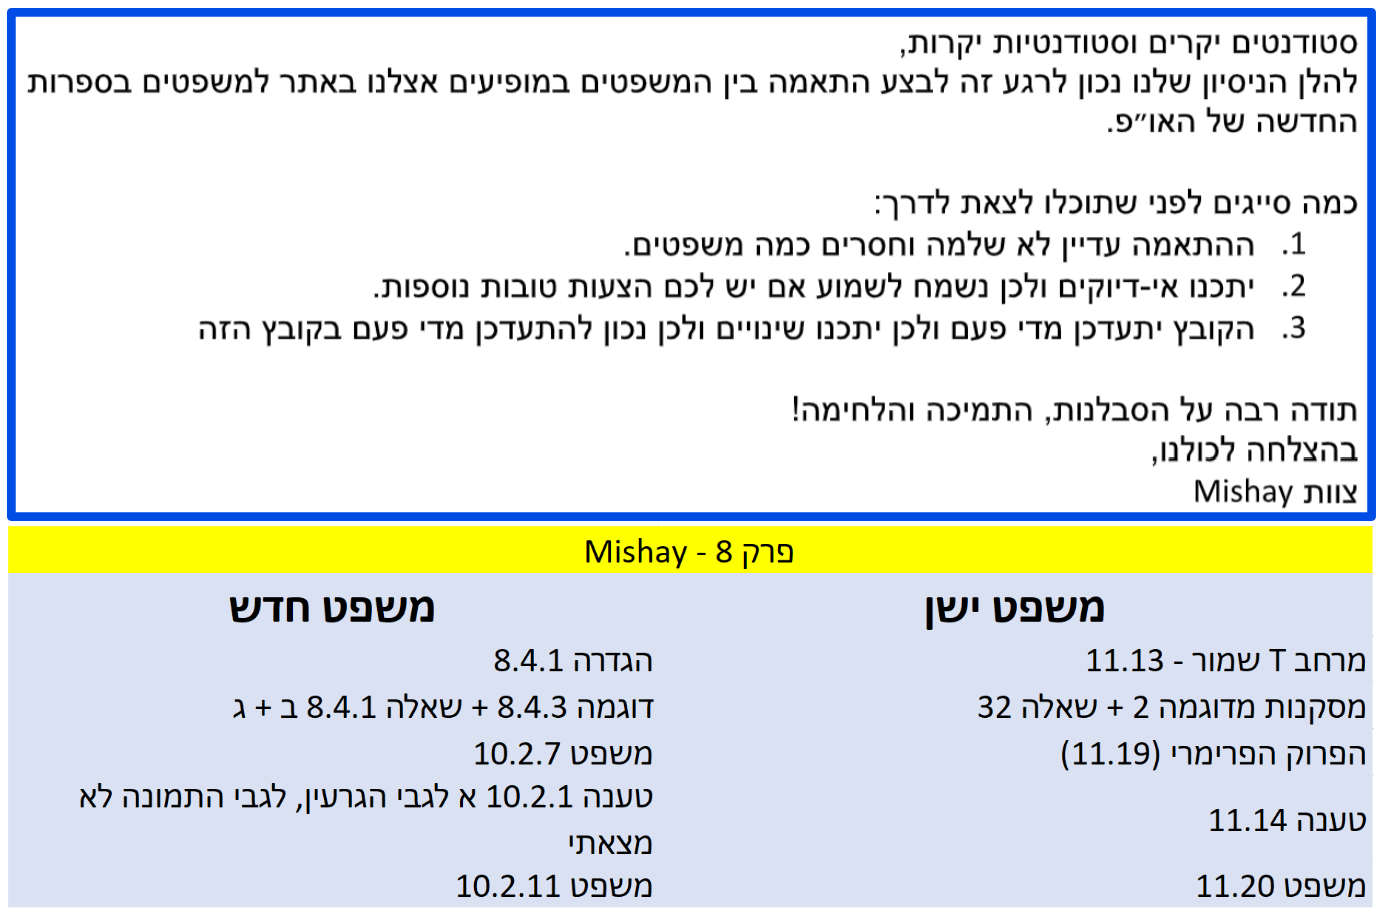 סטודנטים יקרים וסטודנטיות יקרות,
להלן הניסיון שלנו נכון לרגע זה לבצע התאמה בין המשפטים במופיעים אצלנו באתר למשפטים בספרות
החדשה של האו״פ.
כמה סייגים לפני שתוכלו לצאת לדרך:
1. ההתאמה עדיין לא שלמה וחסרים כמה משפטים.
2. יתכנו אי-דיוקים ולכן נשמח לשמוע אם יש לכם הצעות טובות נוספות.
3. הקובץ יתעדכן מדי פעם ולכן יתכנו שינויים ולכן נכון להתעדכן מדי פעם בקובץ הזה
תודה רבה על הסבלנות, התמיכה והלחימה!
בהצלחה לכולנו,
צוות Mishay
פרק 8 - Mishay
משפט ישן משפט חדש
מרחב T שמור - 11.13 הגדרה 8.4.1
מסקנות מדוגמה 2 + שאלה 32 דוגמה 8.4.3 + שאלה 8.4.1 ב + ג
הפרוק הפרימרי (11.19) משפט 10.2.7
טענה 11.14 טענה 10.2.1 א לגבי הגרעין, לגבי התמונה לא
מצאתי
משפט 11.20 משפט 10.2.11